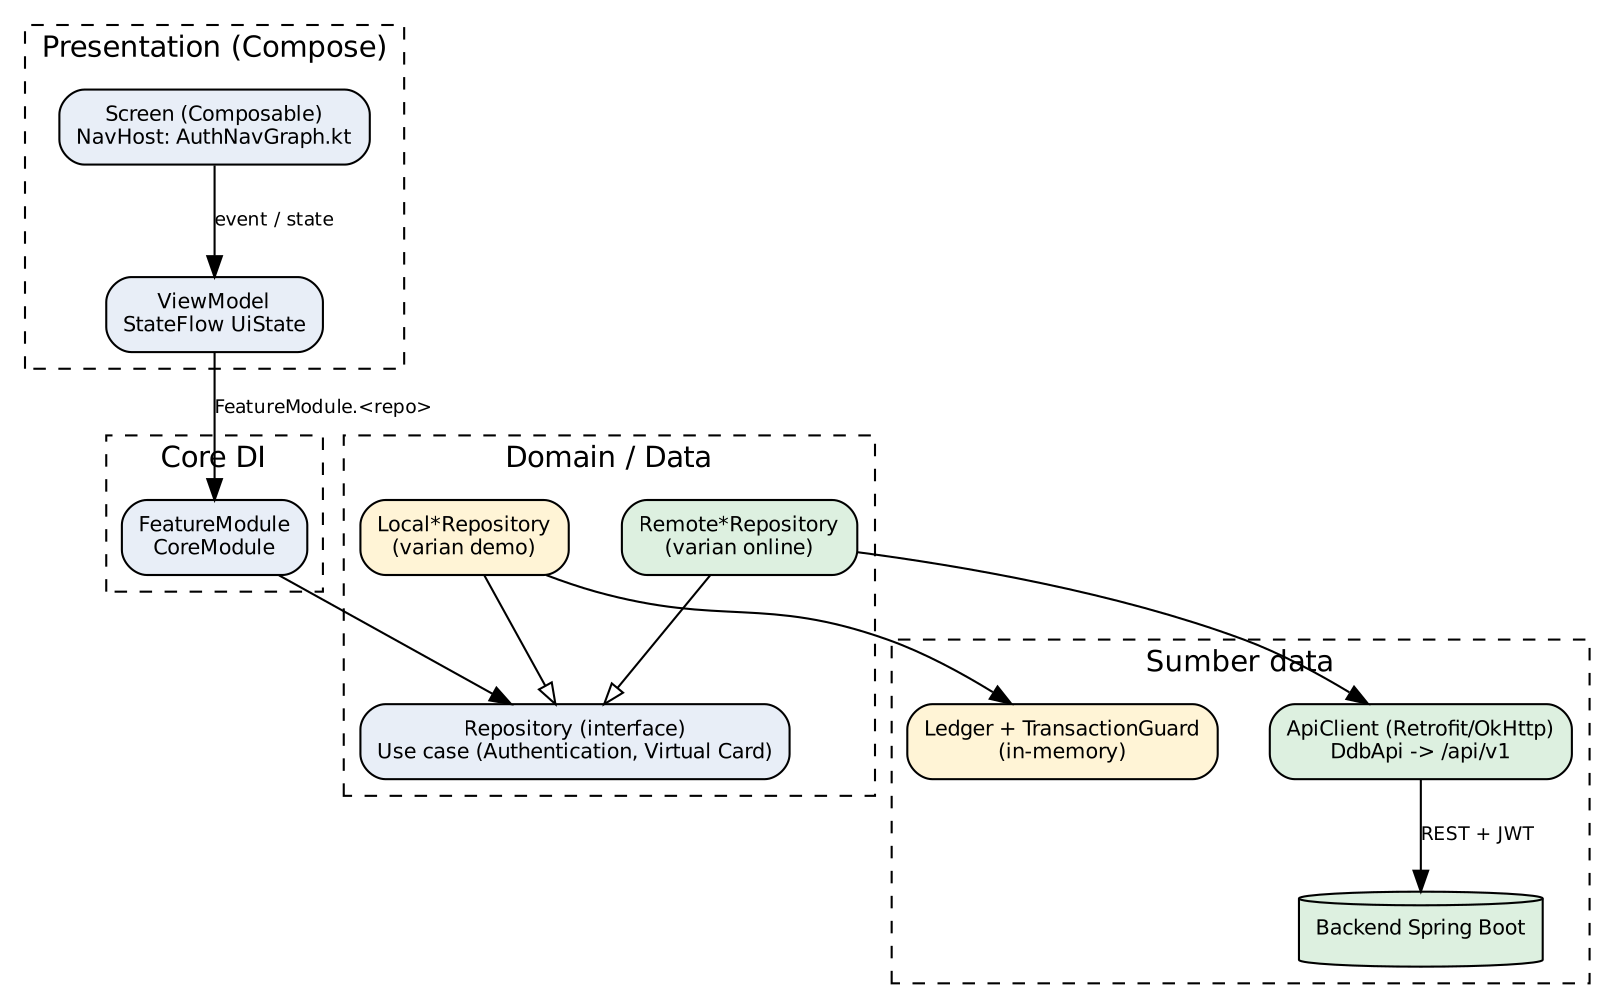 Presentation (Compose)
Screen (Composable)
NavHost: AuthNavGraph.kt
event / state
ViewModel
StateFlow UiState
FeatureModule.<repo>
Core DI
FeatureModule
CoreModule
Domain / Data
Local*Repository
(varian demo)
Remote*Repository
(varian online)
Repository (interface)
Use case (Authentication, Virtual Card)
Sumber data
Ledger + TransactionGuard
(in-memory)
ApiClient (Retrofit/OkHttp)
DdbApi -> /api/v1
REST + JWT
Backend Spring Boot